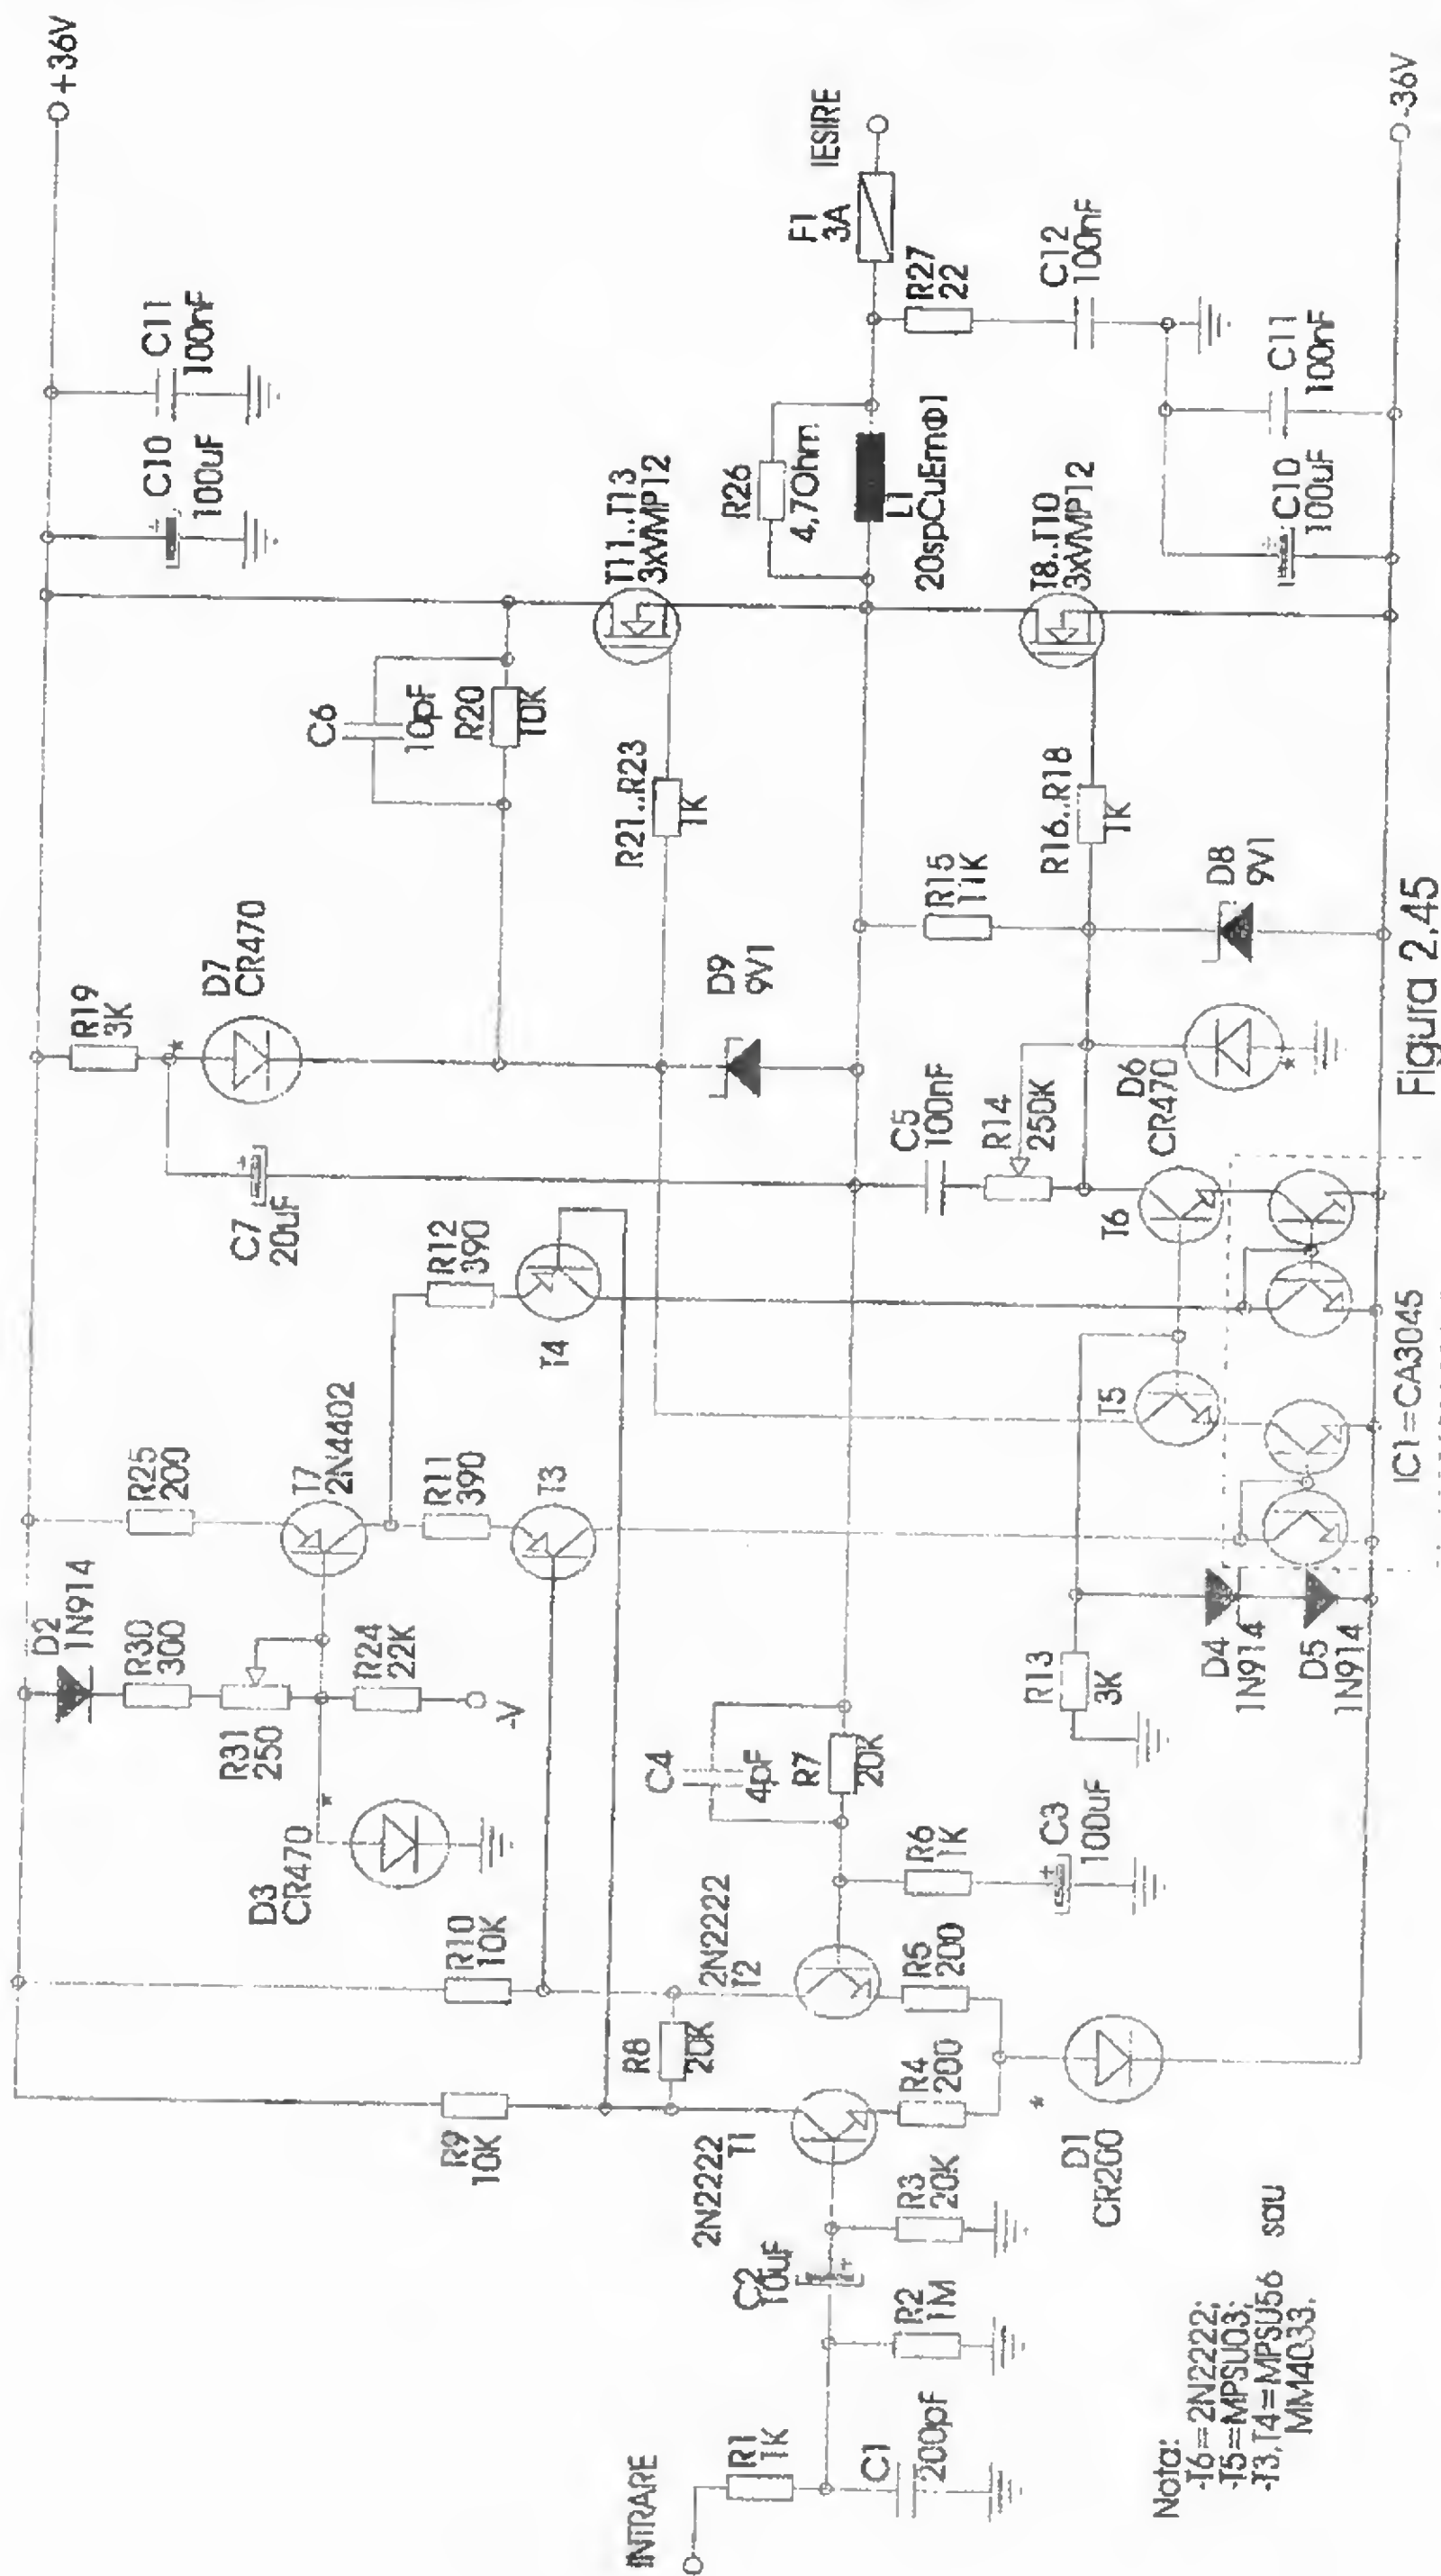 +36V
C11
100nF
C10
100uF
R19
3K
D7
CR470
C6
10pF
R20
10K
T11..T13
3xVMP12
R21..R23
1K
R26
4,7Ohm
L1
20spCuEmΦ1
F1
3A
IESIRE
R27
22
C12
100nF
C11
100nF
C10
100uF
-36V
T8..T10
3xVMP12
R16..R18
1K
R15
11K
D8
9V1
D9
9V1
C7
20uF
C5
100nF
R14
250K
D6
CR470
T6
R12
390
T4
R25
200
T7
2N4402
R11
390
T3
T5
IC1=CA3045
D2
1N914
R30
300
R31
250
R24
22K
-V
D3
CR470
C4
4pF
R7
20K
R13
3K
D4
1N914
D5
1N914
R10
10K
R9
10K
R8
20K
2N2222
T2
R6
1K
C3
100uF
R5
200
R4
200
2N2222
T1
D1
CR200
C2
10uF
R3
20K
R2
1M
INTRARE
R1
1K
C1
200pF
Nota:
-T6=2N2222;
-T5=MPSU03;
-T3,T4=MPSU56 sau
MM4033.
Figura 2.45